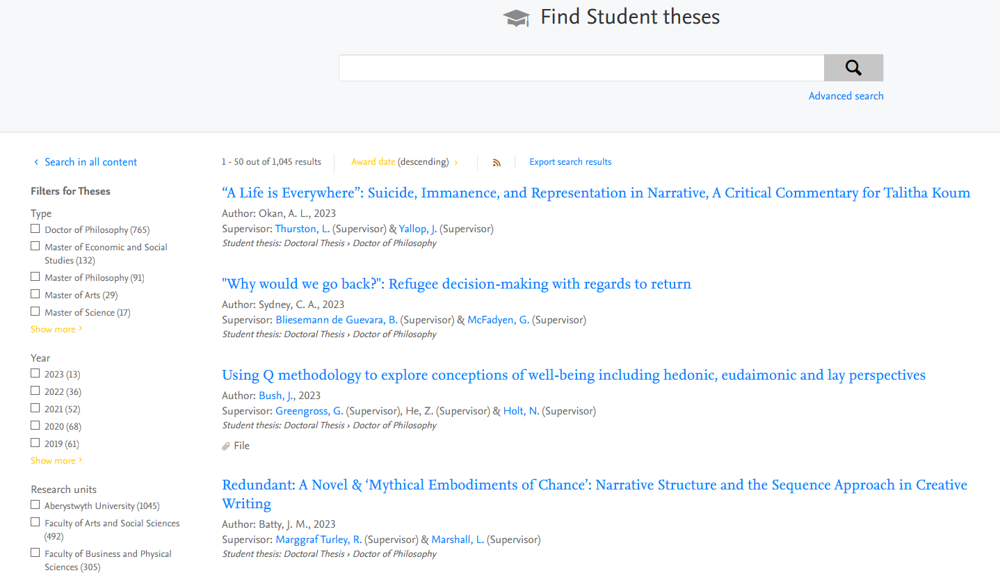 Find Student theses
Advanced search
Search in all content
1 - 50 out of 1,045 results
Award date (descending)
Export search results
Filters for Theses
Type
Doctor of Philosophy (765)
Master of Economic and Social
Studies (132)
Master of Philosophy (91)
Master of Arts (29)
Master of Science (17)
Show more
Year
2023 (13)
2022 (36)
2021 (52)
2020 (68)
2019 (61)
Show more
Research units
Aberystwyth University (1045)
Faculty of Arts and Social Sciences
(492)
Faculty of Business and Physical
Sciences (305)
“A Life is Everywhere”: Suicide, Immanence, and Representation in Narrative, A Critical Commentary for Talitha Koum
Author: Okan, A. L., 2023
Supervisor: Thurston, L. (Supervisor) & Yallop, J. (Supervisor)
Student thesis: Doctoral Thesis › Doctor of Philosophy
"Why would we go back?": Refugee decision-making with regards to return
Author: Sydney, C. A., 2023
Supervisor: Bliesemann de Guevara, B. (Supervisor) & McFadyen, G. (Supervisor)
Student thesis: Doctoral Thesis › Doctor of Philosophy
Using Q methodology to explore conceptions of well-being including hedonic, eudaimonic and lay perspectives
Author: Bush, J., 2023
Supervisor: Greengross, G. (Supervisor), He, Z. (Supervisor) & Holt, N. (Supervisor)
Student thesis: Doctoral Thesis › Doctor of Philosophy
File
Redundant: A Novel & ‘Mythical Embodiments of Chance’: Narrative Structure and the Sequence Approach in Creative
Writing
Author: Batty, J. M., 2023
Supervisor: Marggraf Turley, R. (Supervisor) & Marshall, L. (Supervisor)
Student thesis: Doctoral Thesis › Doctor of Philosophy